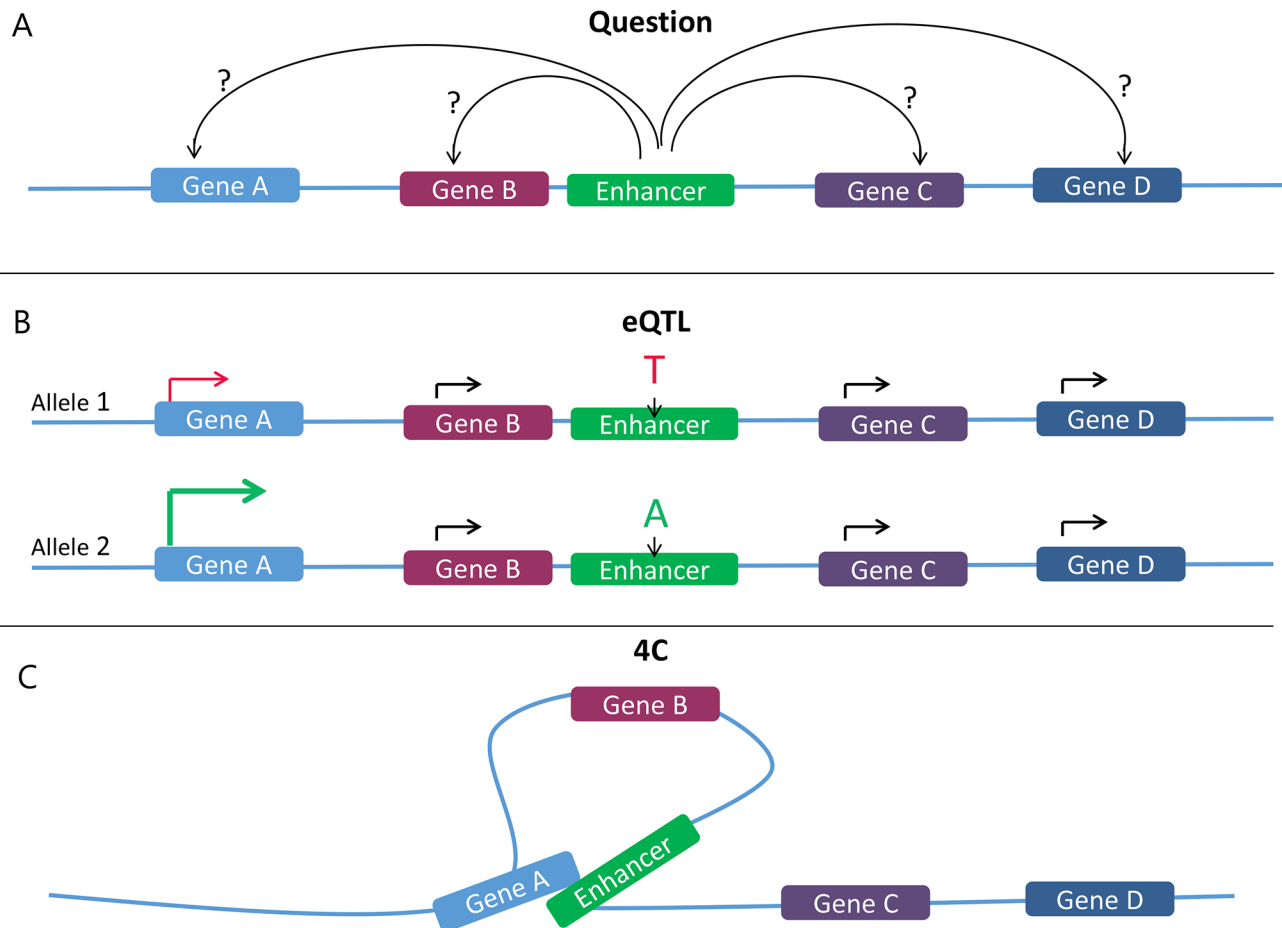 A
Question
? ? ? ?
Gene A Gene B Enhancer Gene C Gene D
B
eQTL
T
Allele 1
Gene A Gene B Enhancer Gene C Gene D
A
Allele 2
Gene A Gene B Enhancer Gene C Gene D
4C
C
Gene B
Gene A Enhancer Gene C Gene D